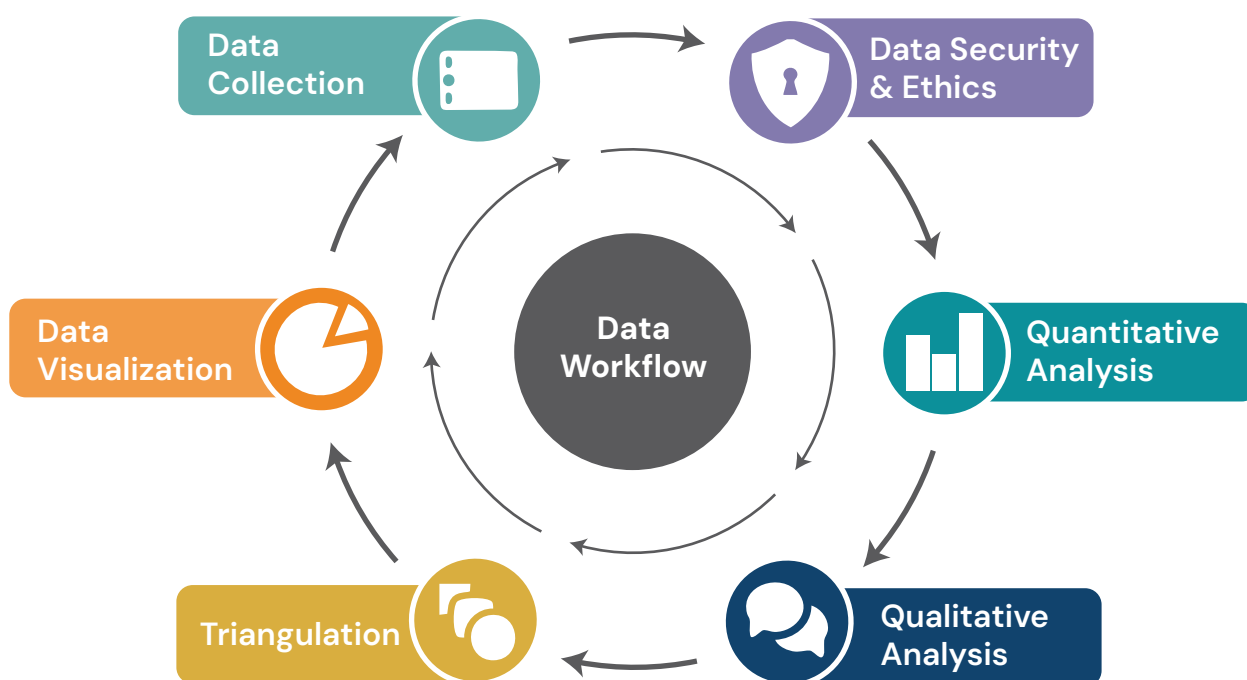 Data
Collection
Data Security
& Ethics
Data
Visualization
Data
Workflow
Quantitative
Analysis
Triangulation
Qualitative
Analysis